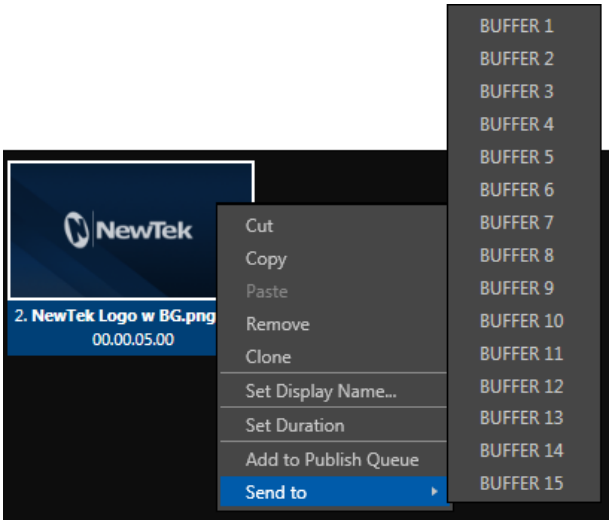 NewTek
2. NewTek Logo w BG.png
00.00.05.00
Cut
Copy
Paste
Remove
Clone
Set Display Name...
Set Duration
Add to Publish Queue
Send to
BUFFER 1
BUFFER 2
BUFFER 3
BUFFER 4
BUFFER 5
BUFFER 6
BUFFER 7
BUFFER 8
BUFFER 9
BUFFER 10
BUFFER 11
BUFFER 12
BUFFER 13
BUFFER 14
BUFFER 15